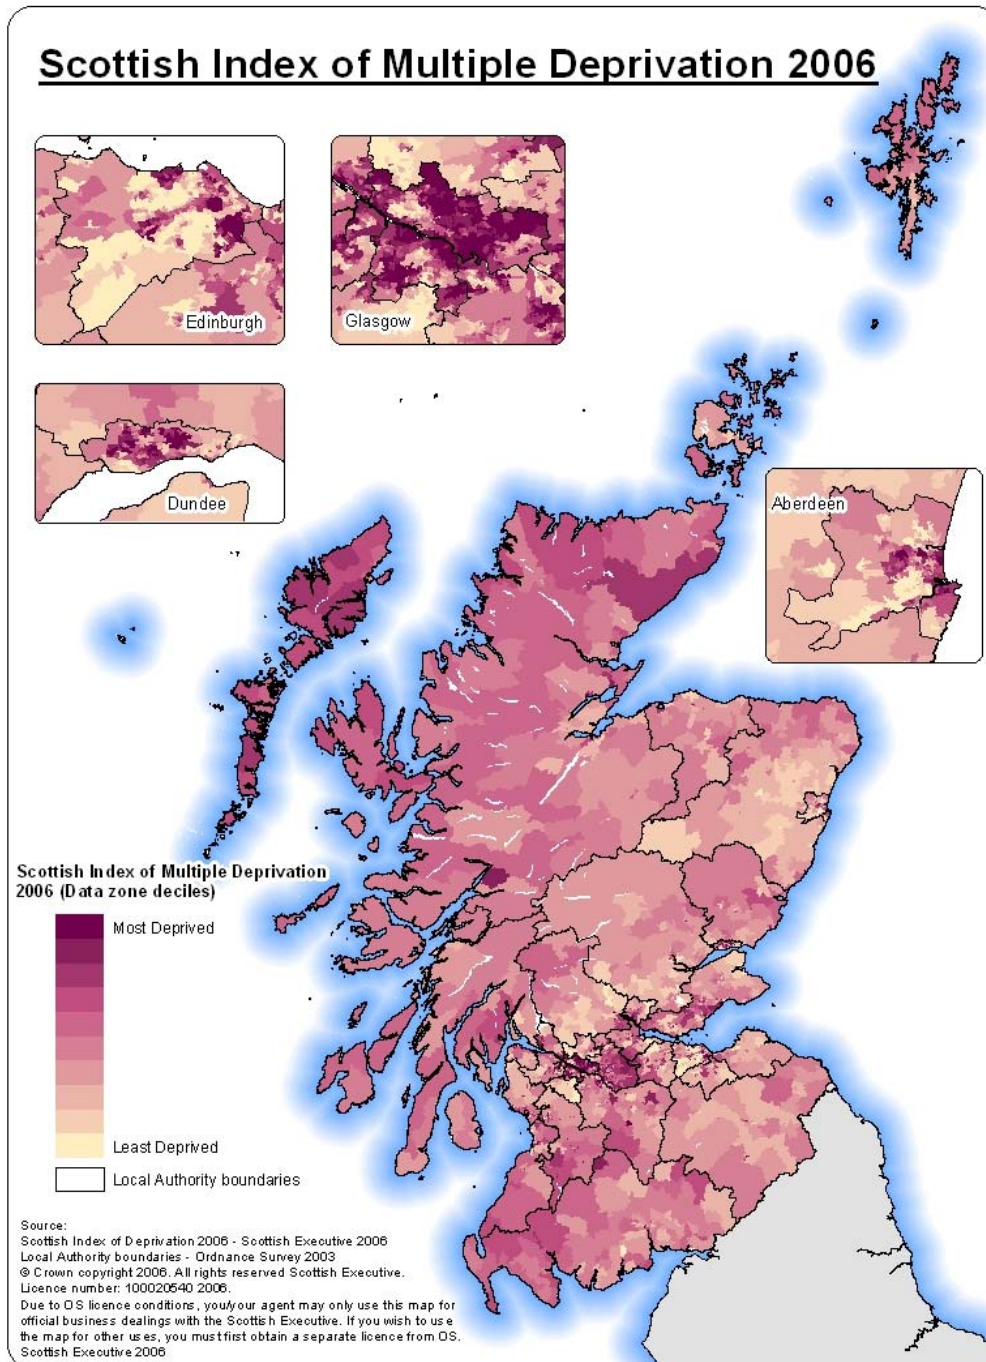 Scottish Index of Multiple Deprivation 2006
Edinburgh
Glasgow
Dundee
Aberdeen
Scottish Index of Multiple Deprivation
2006 (Data zone deciles)
Most Deprived
Least Deprived
Local Authority boundaries
Source:
Scottish Index of Deprivation 2006 - Scottish Executive 2006
Local Authority boundaries - Ordnance Survey 2003
© Crown copyright 2006. All rights reserved Scottish Executive.
Licence number: 100020540 2006.
Due to OS licence conditions, you/your agent may only use this map for
official business dealings with the Scottish Executive. If you wish to use
the map for other uses, you must first obtain a separate licence from OS.
Scottish Executive 2006